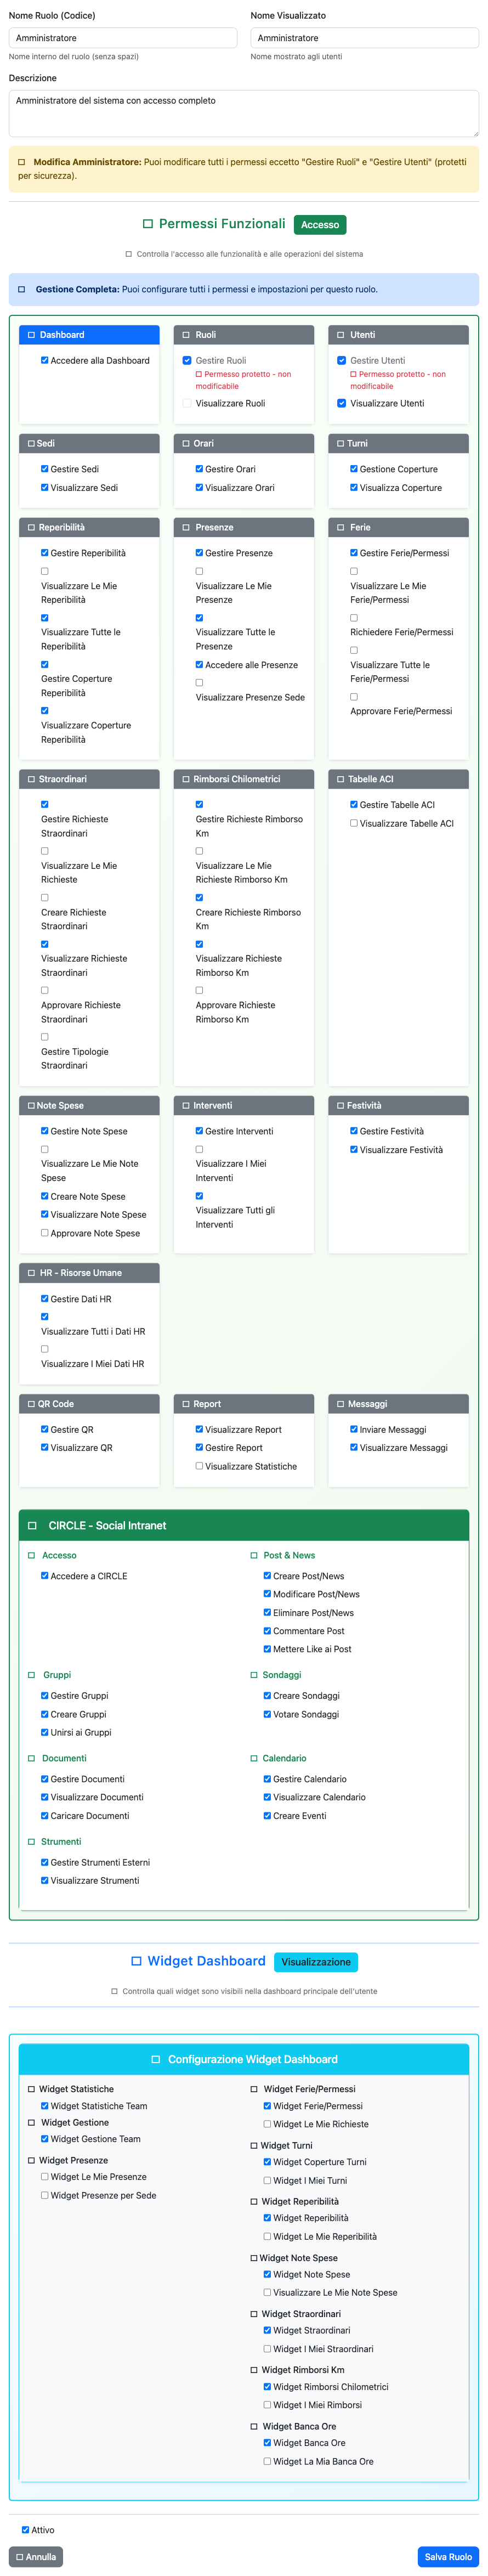 Nome Ruolo (Codice)
Nome Visualizzato
Amministratore
Amministratore
Nome interno del ruolo (senza spazi)
Nome mostrato agli utenti
Descrizione
Amministratore del sistema con accesso completo
Modifica Amministratore: Puoi modificare tutti i permessi eccetto "Gestire Ruoli" e "Gestire Utenti" (protetti
per sicurezza).
Permessi Funzionali Accesso
Controlla l'accesso alle funzionalità e alle operazioni del sistema
Gestione Completa: Puoi configurare tutti i permessi e impostazioni per questo ruolo.
Dashboard
Accedere alla Dashboard
Ruoli
Gestire Ruoli
Permesso protetto - non
modificabile
Visualizzare Ruoli
Utenti
Gestire Utenti
Permesso protetto - non
modificabile
Visualizzare Utenti
Sedi
Gestire Sedi
Visualizzare Sedi
Orari
Gestire Orari
Visualizzare Orari
Turni
Gestione Coperture
Visualizza Coperture
Reperibilità
Gestire Reperibilità
Visualizzare Le Mie
Reperibilità
Visualizzare Tutte le
Reperibilità
Gestire Coperture
Reperibilità
Visualizzare Coperture
Reperibilità
Presenze
Gestire Presenze
Visualizzare Le Mie
Presenze
Visualizzare Tutte le
Presenze
Accedere alle Presenze
Visualizzare Presenze Sede
Ferie
Gestire Ferie/Permessi
Visualizzare Le Mie
Ferie/Permessi
Richiedere Ferie/Permessi
Visualizzare Tutte le
Ferie/Permessi
Approvare Ferie/Permessi
Straordinari
Gestire Richieste
Straordinari
Visualizzare Le Mie
Richieste
Creare Richieste
Straordinari
Visualizzare Richieste
Straordinari
Approvare Richieste
Straordinari
Gestire Tipologie
Straordinari
Rimborsi Chilometrici
Gestire Richieste Rimborso
Km
Visualizzare Le Mie
Richieste Rimborso Km
Creare Richieste Rimborso
Km
Visualizzare Richieste
Rimborso Km
Approvare Richieste
Rimborso Km
Tabelle ACI
Gestire Tabelle ACI
Visualizzare Tabelle ACI
Note Spese
Gestire Note Spese
Visualizzare Le Mie Note
Spese
Creare Note Spese
Visualizzare Note Spese
Approvare Note Spese
Interventi
Gestire Interventi
Visualizzare I Miei
Interventi
Visualizzare Tutti gli
Interventi
Festività
Gestire Festività
Visualizzare Festività
HR - Risorse Umane
Gestire Dati HR
Visualizzare Tutti i Dati HR
Visualizzare I Miei Dati HR
QR Code
Gestire QR
Visualizzare QR
Report
Visualizzare Report
Gestire Report
Visualizzare Statistiche
Messaggi
Inviare Messaggi
Visualizzare Messaggi
CIRCLE - Social Intranet
Accesso
Accedere a CIRCLE
Post & News
Creare Post/News
Modificare Post/News
Eliminare Post/News
Commentare Post
Mettere Like ai Post
Gruppi
Gestire Gruppi
Creare Gruppi
Unirsi ai Gruppi
Sondaggi
Creare Sondaggi
Votare Sondaggi
Documenti
Gestire Documenti
Visualizzare Documenti
Caricare Documenti
Calendario
Gestire Calendario
Visualizzare Calendario
Creare Eventi
Strumenti
Gestire Strumenti Esterni
Visualizzare Strumenti
Widget Dashboard Visualizzazione
Controlla quali widget sono visibili nella dashboard principale dell'utente
Configurazione Widget Dashboard
Widget Statistiche
Widget Statistiche Team
Widget Gestione
Widget Gestione Team
Widget Presenze
Widget Le Mie Presenze
Widget Presenze per Sede
Widget Ferie/Permessi
Widget Ferie/Permessi
Widget Le Mie Richieste
Widget Turni
Widget Coperture Turni
Widget I Miei Turni
Widget Reperibilità
Widget Reperibilità
Widget Le Mie Reperibilità
Widget Note Spese
Widget Note Spese
Visualizzare Le Mie Note Spese
Widget Straordinari
Widget Straordinari
Widget I Miei Straordinari
Widget Rimborsi Km
Widget Rimborsi Chilometrici
Widget I Miei Rimborsi
Widget Banca Ore
Widget Banca Ore
Widget La Mia Banca Ore
Attivo
Annulla
Salva Ruolo